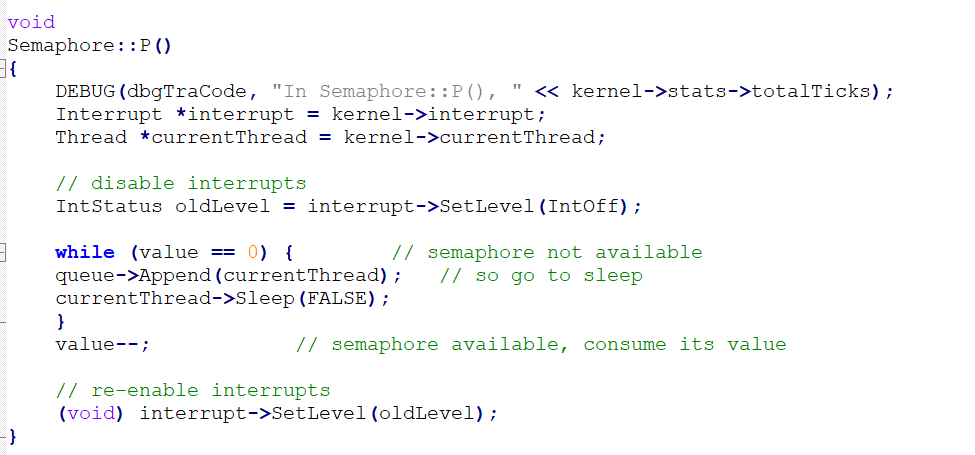 void
Semaphore::P()
{
    DEBUG(dbgTraCode, "In Semaphore::P(), " << kernel->stats->totalTicks);
    Interrupt *interrupt = kernel->interrupt;
    Thread *currentThread = kernel->currentThread;

    // disable interrupts
    IntStatus oldLevel = interrupt->SetLevel(IntOff);

    while (value == 0) {        // semaphore not available
    queue->Append(currentThread);   // so go to sleep
    currentThread->Sleep(FALSE);
    }
    value--;            // semaphore available, consume its value

    // re-enable interrupts
    (void) interrupt->SetLevel(oldLevel);
}